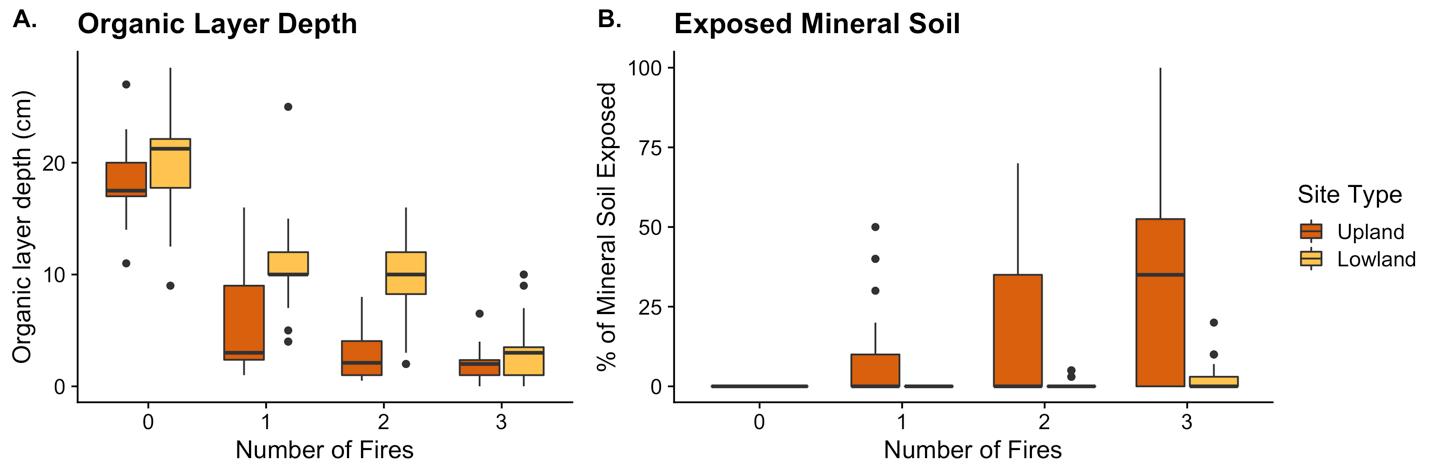 A.
Organic Layer Depth
Organic layer depth (cm)
20
10
0
0 1 2 3
Number of Fires
B.
Exposed Mineral Soil
% of Mineral Soil Exposed
100
75
50
25
0
0 1 2 3
Number of Fires
Site Type
Upland
Lowland